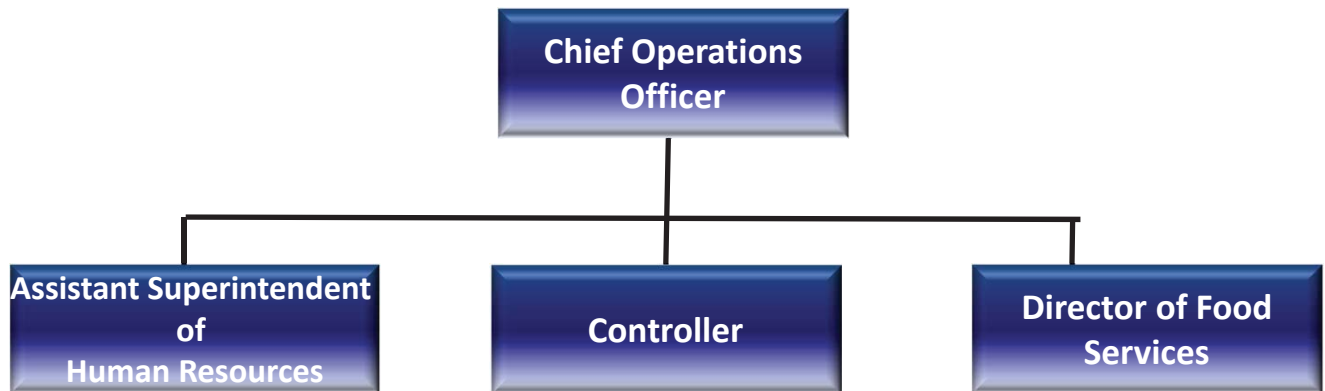 Chief Operations
Officer
Assistant Superintendent
of
Human Resources
Controller
Director of Food
Services